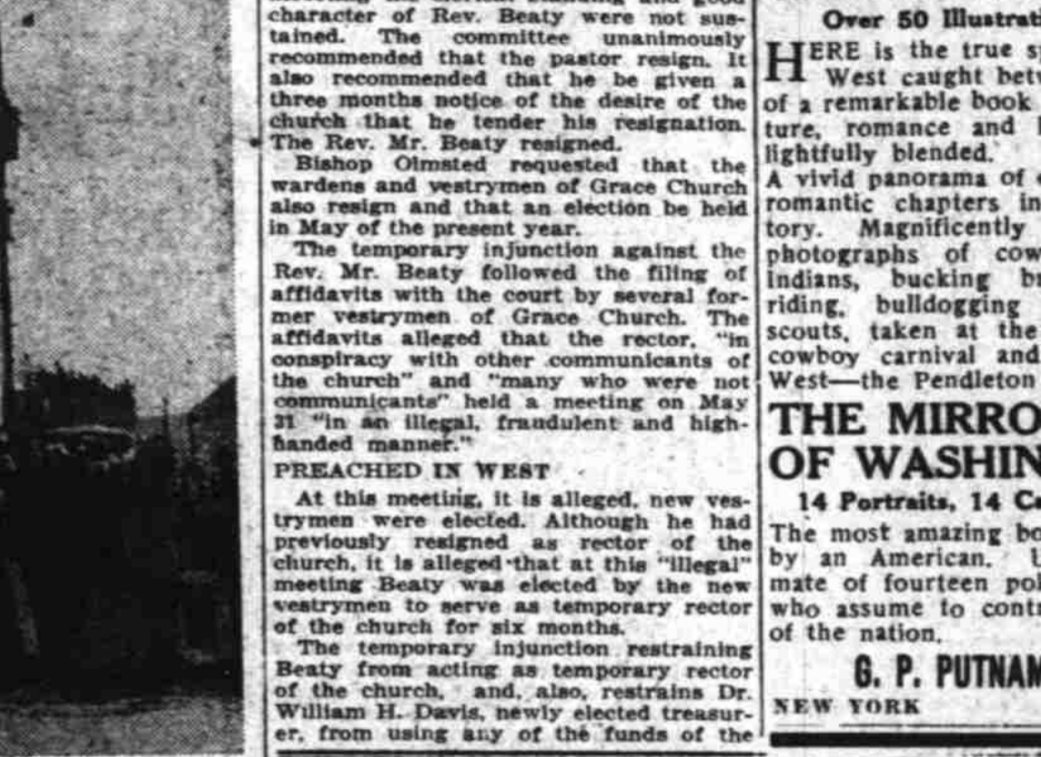 character of Rev. Beaty were not sus-
tained. The committee unanimously
recommended that the pastor resign. It
also recommended that he be given a
three months notice of the desire of the
church that he tender his resignation.
The Rev. Mr. Beaty resigned.
Bishop Olmsted requested that the
wardens and vestrymen of Grace Church
also resign and that an election be held
in May of the present year.
The temporary injunction against the
Rev. Mr. Beaty followed the filing of
affidavits with the court by several for-
mer vestrymen of Grace Church. The
affidavits alleged that the rector, "in
conspiracy with other communicants of
the church" and "many who were not
communicants" held a meeting on May
31 "in an illegal, fraudulent and high-
handed manner."
PREACHED IN WEST
At this meeting, it is alleged, new ves-
trymen were elected. Although he had
previously resigned as rector of the
church, it is alleged that at this "illegal"
meeting Beaty was elected by the new
vestrymen to serve as temporary rector
of the church for six months.
The temporary injunction restraining
Beaty from acting as temporary rector
of the church, and, also, restrains Dr.
William H. Davis, newly elected treasur-
er, from using any of the funds of the
Over 50 Illustrati
HERE is the true s
West caught bet
of a remarkable book
ture, romance and
lightfully blended.
A vivid panorama of
romantic chapters in
tory. Magnificently
photographs of cow
Indians, bucking b
riding, bulldogging
scouts, taken at the
cowboy carnival and
West—the Pendleton
THE MIRRO
OF WASHIN
14 Portraits, 14 Ca
The most amazing bo
by an American. U
mate of fourteen pol
who assume to contr
of the nation.
G. P. PUTNAM
NEW YORK